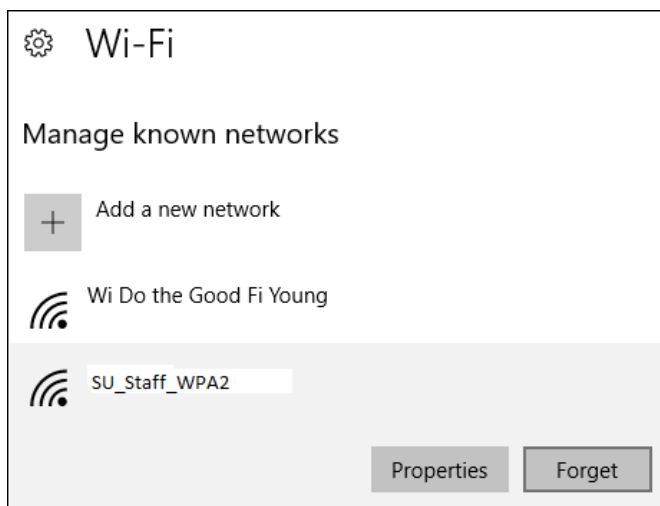 Wi-Fi
Manage known networks
Add a new network
Wi Do the Good Fi Young
SU_Staff_WPA2
Properties Forget